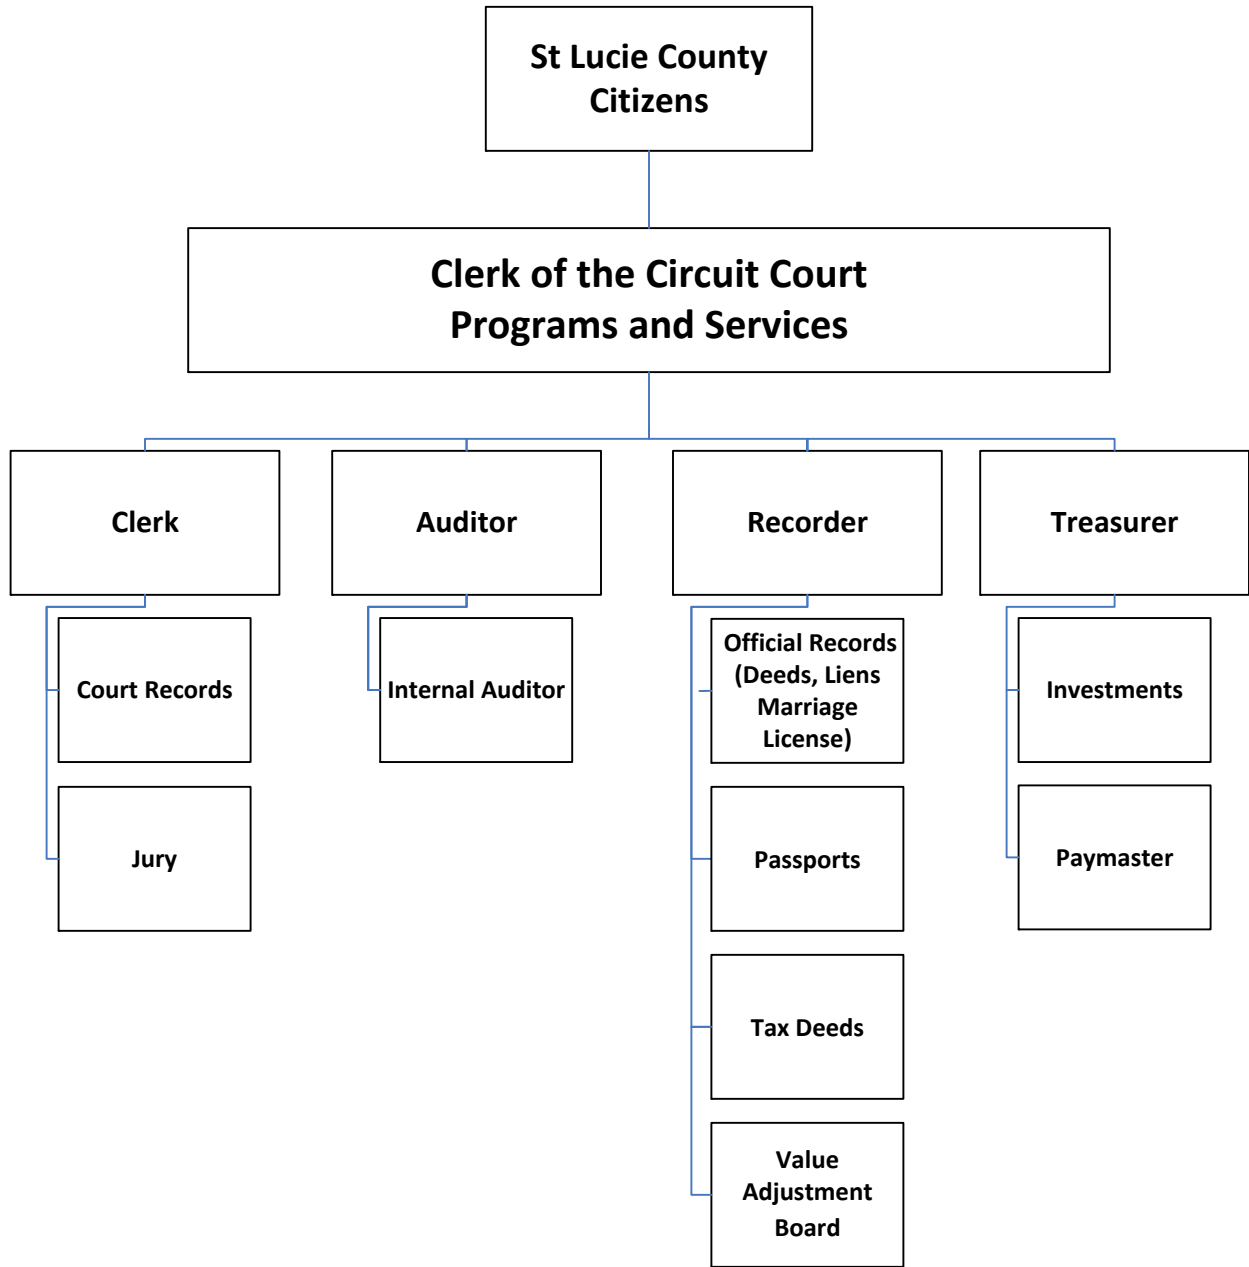 St Lucie County
Citizens
Clerk of the Circuit Court
Programs and Services
Clerk
Auditor
Recorder
Treasurer
Court Records
Jury
Internal Auditor
Official Records
(Deeds, Liens
Marriage
License)
Passports
Tax Deeds
Value
Adjustment
Board
Investments
Paymaster